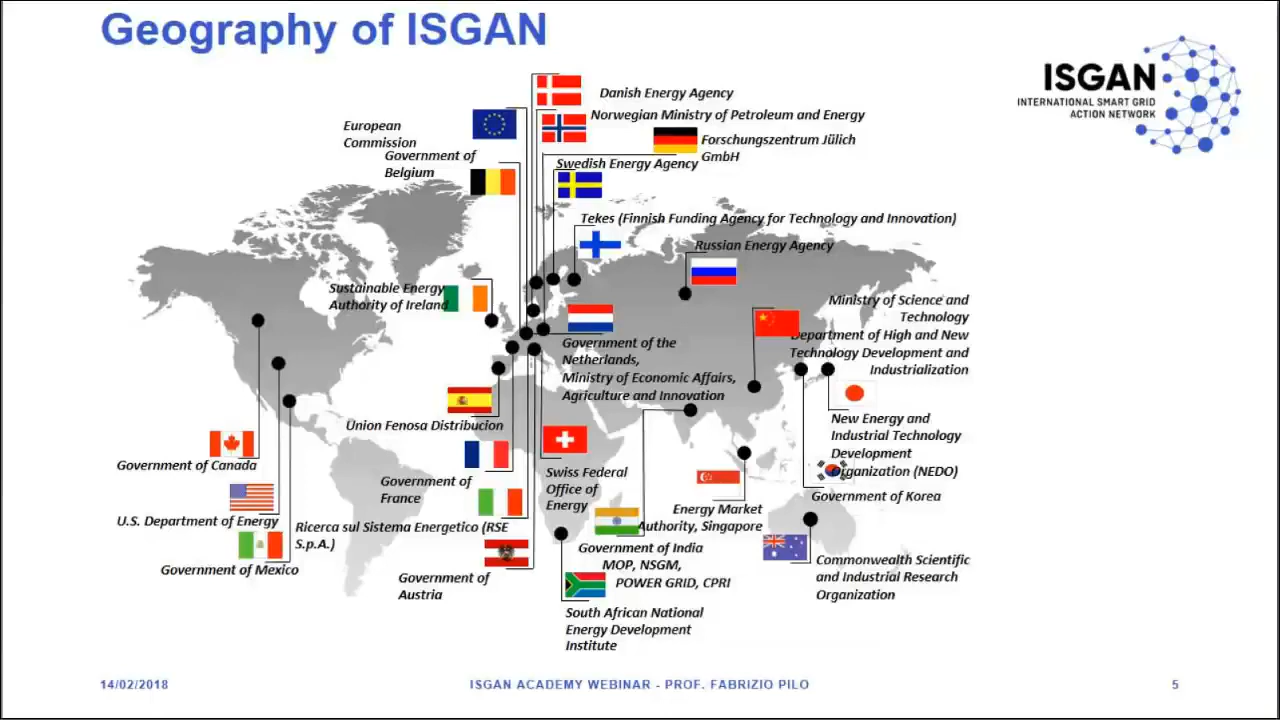 Geography of ISGAN
ISGAN
INTERNATIONAL SMART GRID
ACTION NETWORK
Danish Energy Agency
Norwegian Ministry of Petroleum and Energy
European
Commission
Forschungszentrum Jülich
GmbH
Government of
Belgium
Swedish Energy Agency
Tekes (Finnish Funding Agency for Technology and Innovation)
Russian Energy Agency
Sustainable Energy
Authority of Ireland
Ministry of Science and
Technology
Department of High and New
Technology Development and
Industrialization
Government of the
Netherlands,
Ministry of Economic Affairs,
Agriculture and Innovation
Union Fenosa Distribucion
New Energy and
Industrial Technology
Development
Organization (NEDO)
Government of Canada
Government of
France
Swiss Federal
Office of
Energy
Government of Korea
U.S. Department of Energy
Ricerca sul Sistema Energetico (RSE
S.p.A.)
Energy Market
Authority, Singapore
Government of Mexico
Government of
Austria
Government of India
MOP, NSGM,
POWER GRID, CPRI
Commonwealth Scientific
and Industrial Research
Organization
South African National
Energy Development
Institute
14/02/2018
ISGAN ACADEMY WEBINAR - PROF. FABRIZIO PILO
5